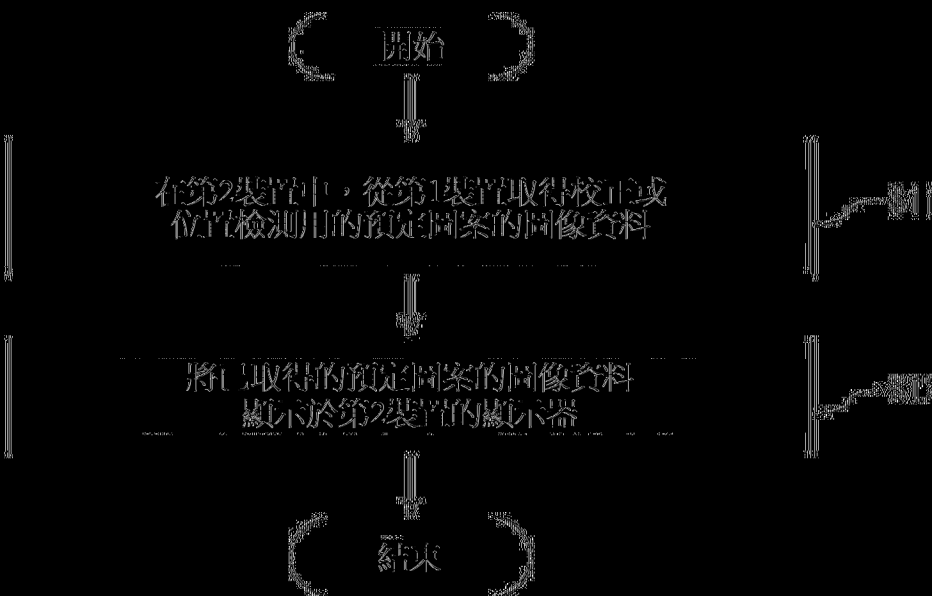 開始
在第2裝置中，從第1裝置取得校正或
位置檢測用的預定圖案的圖像資料
將已取得的預定圖案的圖像資料
顯示於第2裝置的顯示器
結束